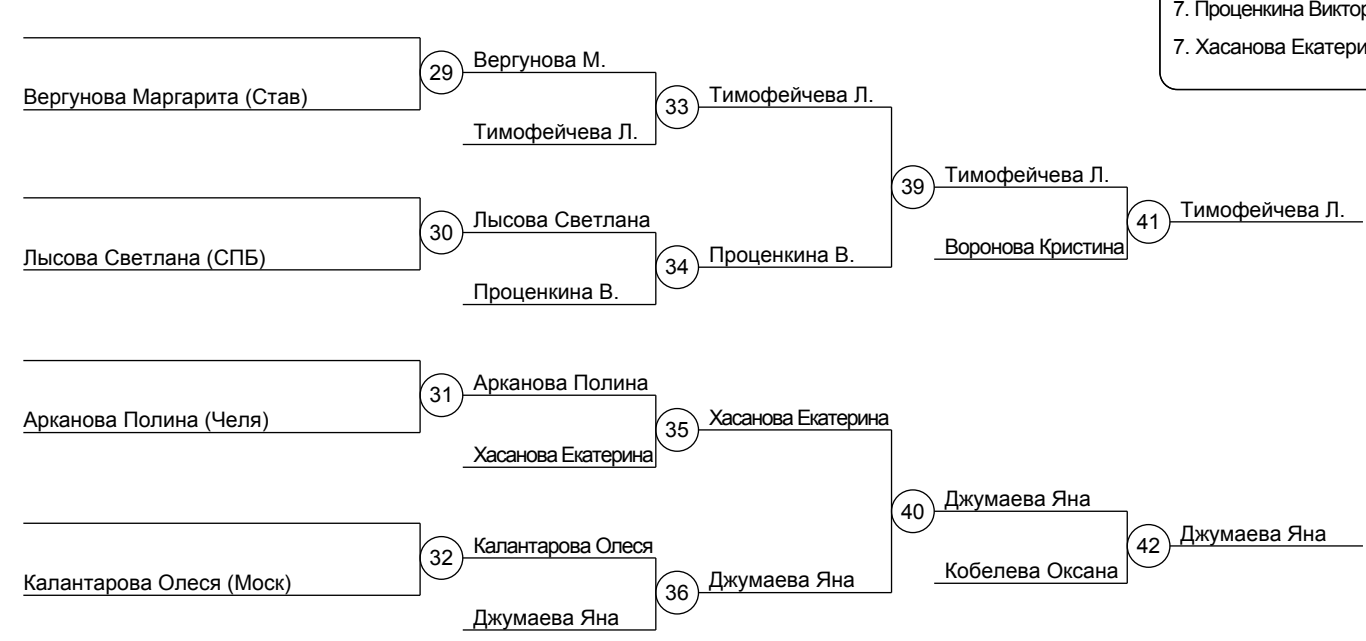 7. Проценкина
7. Хасанова
Вергунова Маргарита (Став)
29
Вергунова М.
Тимофейчева Л.
33
Тимофейчева Л.
Лысова Светлана (СПБ)
30
Лысова Светлана
Проценкина В.
34
Проценкина В.
39
Тимофейчева Л.
Воронова Кристина
41
Тимофейчева Л.
Арканова Полина (Челя)
31
Арканова Полина
Хасанова Екатерина
35
Хасанова Екатерина
Калантарова Олеся (Моск)
32
Калантарова Олеся
Джумаева Яна
36
Джумаева Яна
40
Джумаева Яна
Кобелева Оксана
42
Джумаева Яна